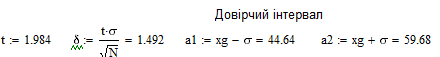 Довірчий інтервал
t := 1.984 δ := t·σ / √N = 1.492 a1 := xg − σ = 44.64 a2 := xg + σ = 59.68